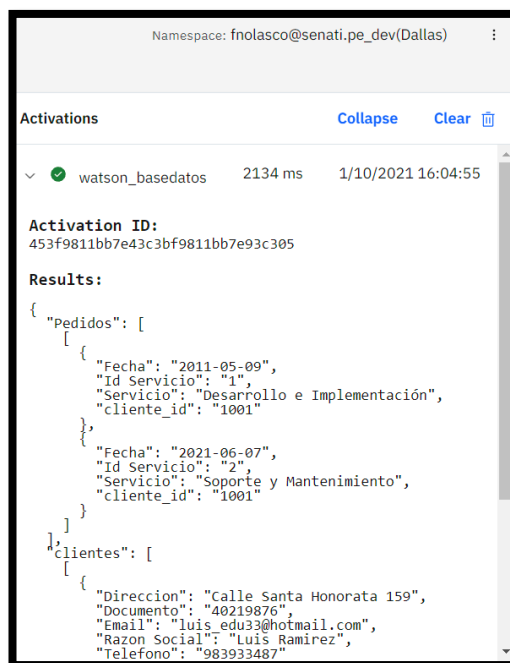 Namespace: fnolasco@senati.pe_dev(Dallas)
Activations Collapse Clear
watson_basedatos 2134 ms 1/10/2021 16:04:55
Activation ID:
453f9811bb7e43c3bf9811bb7e93c305
Results:
{
"Pedidos": [
[
{
"Fecha": "2011-05-09",
"Id Servicio": "1",
"Servicio": "Desarrollo e Implementación",
"cliente_id": "1001"
},
{
"Fecha": "2021-06-07",
"Id Servicio": "2",
"Servicio": "Soporte y Mantenimiento",
"cliente_id": "1001"
}
]
],
"clientes": [
[
{
"Direccion": "Calle Santa Honorata 159",
"Documento": "40219876",
"Email": "luis_edu33@hotmail.com",
"Razon Social": "Luis Ramirez",
"Telefono": "983933487"